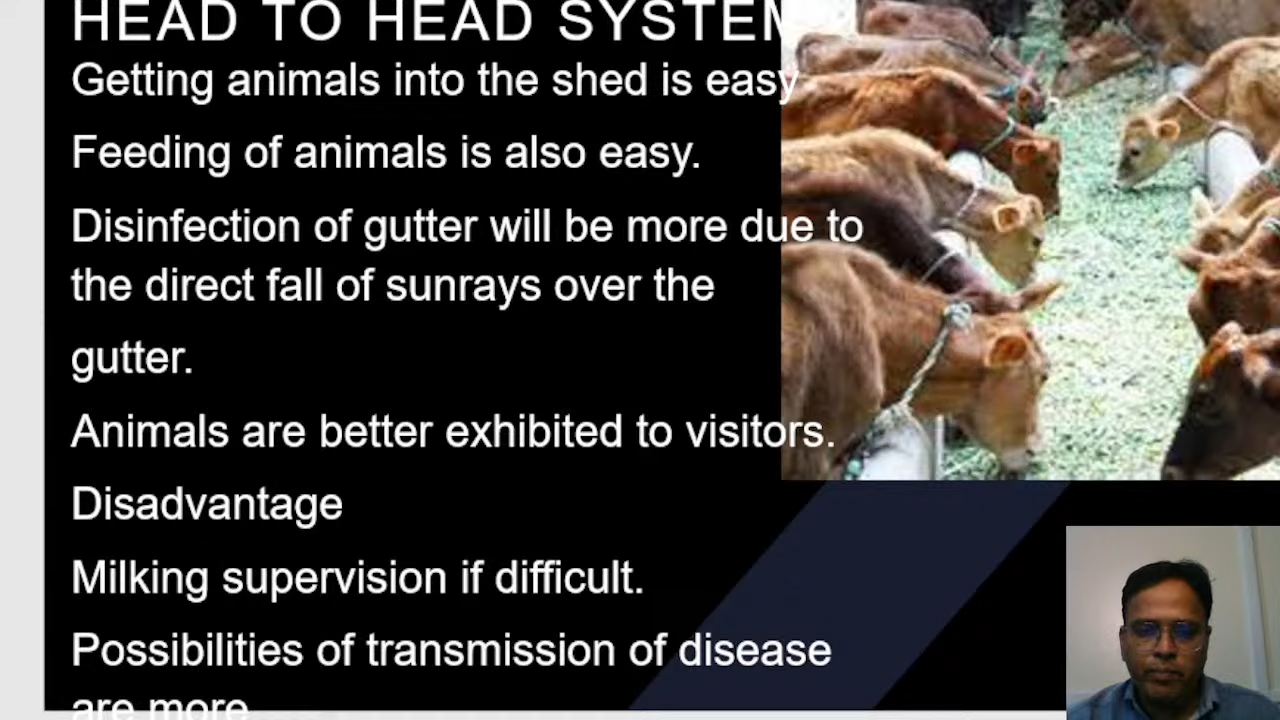 HEAD TO HEAD SYSTEM
Getting animals into the shed is easy
Feeding of animals is also easy.
Disinfection of gutter will be more due to
the direct fall of sunrays over the
gutter.
Animals are better exhibited to visitors.
Disadvantage
Milking supervision if difficult.
Possibilities of transmission of disease
are more